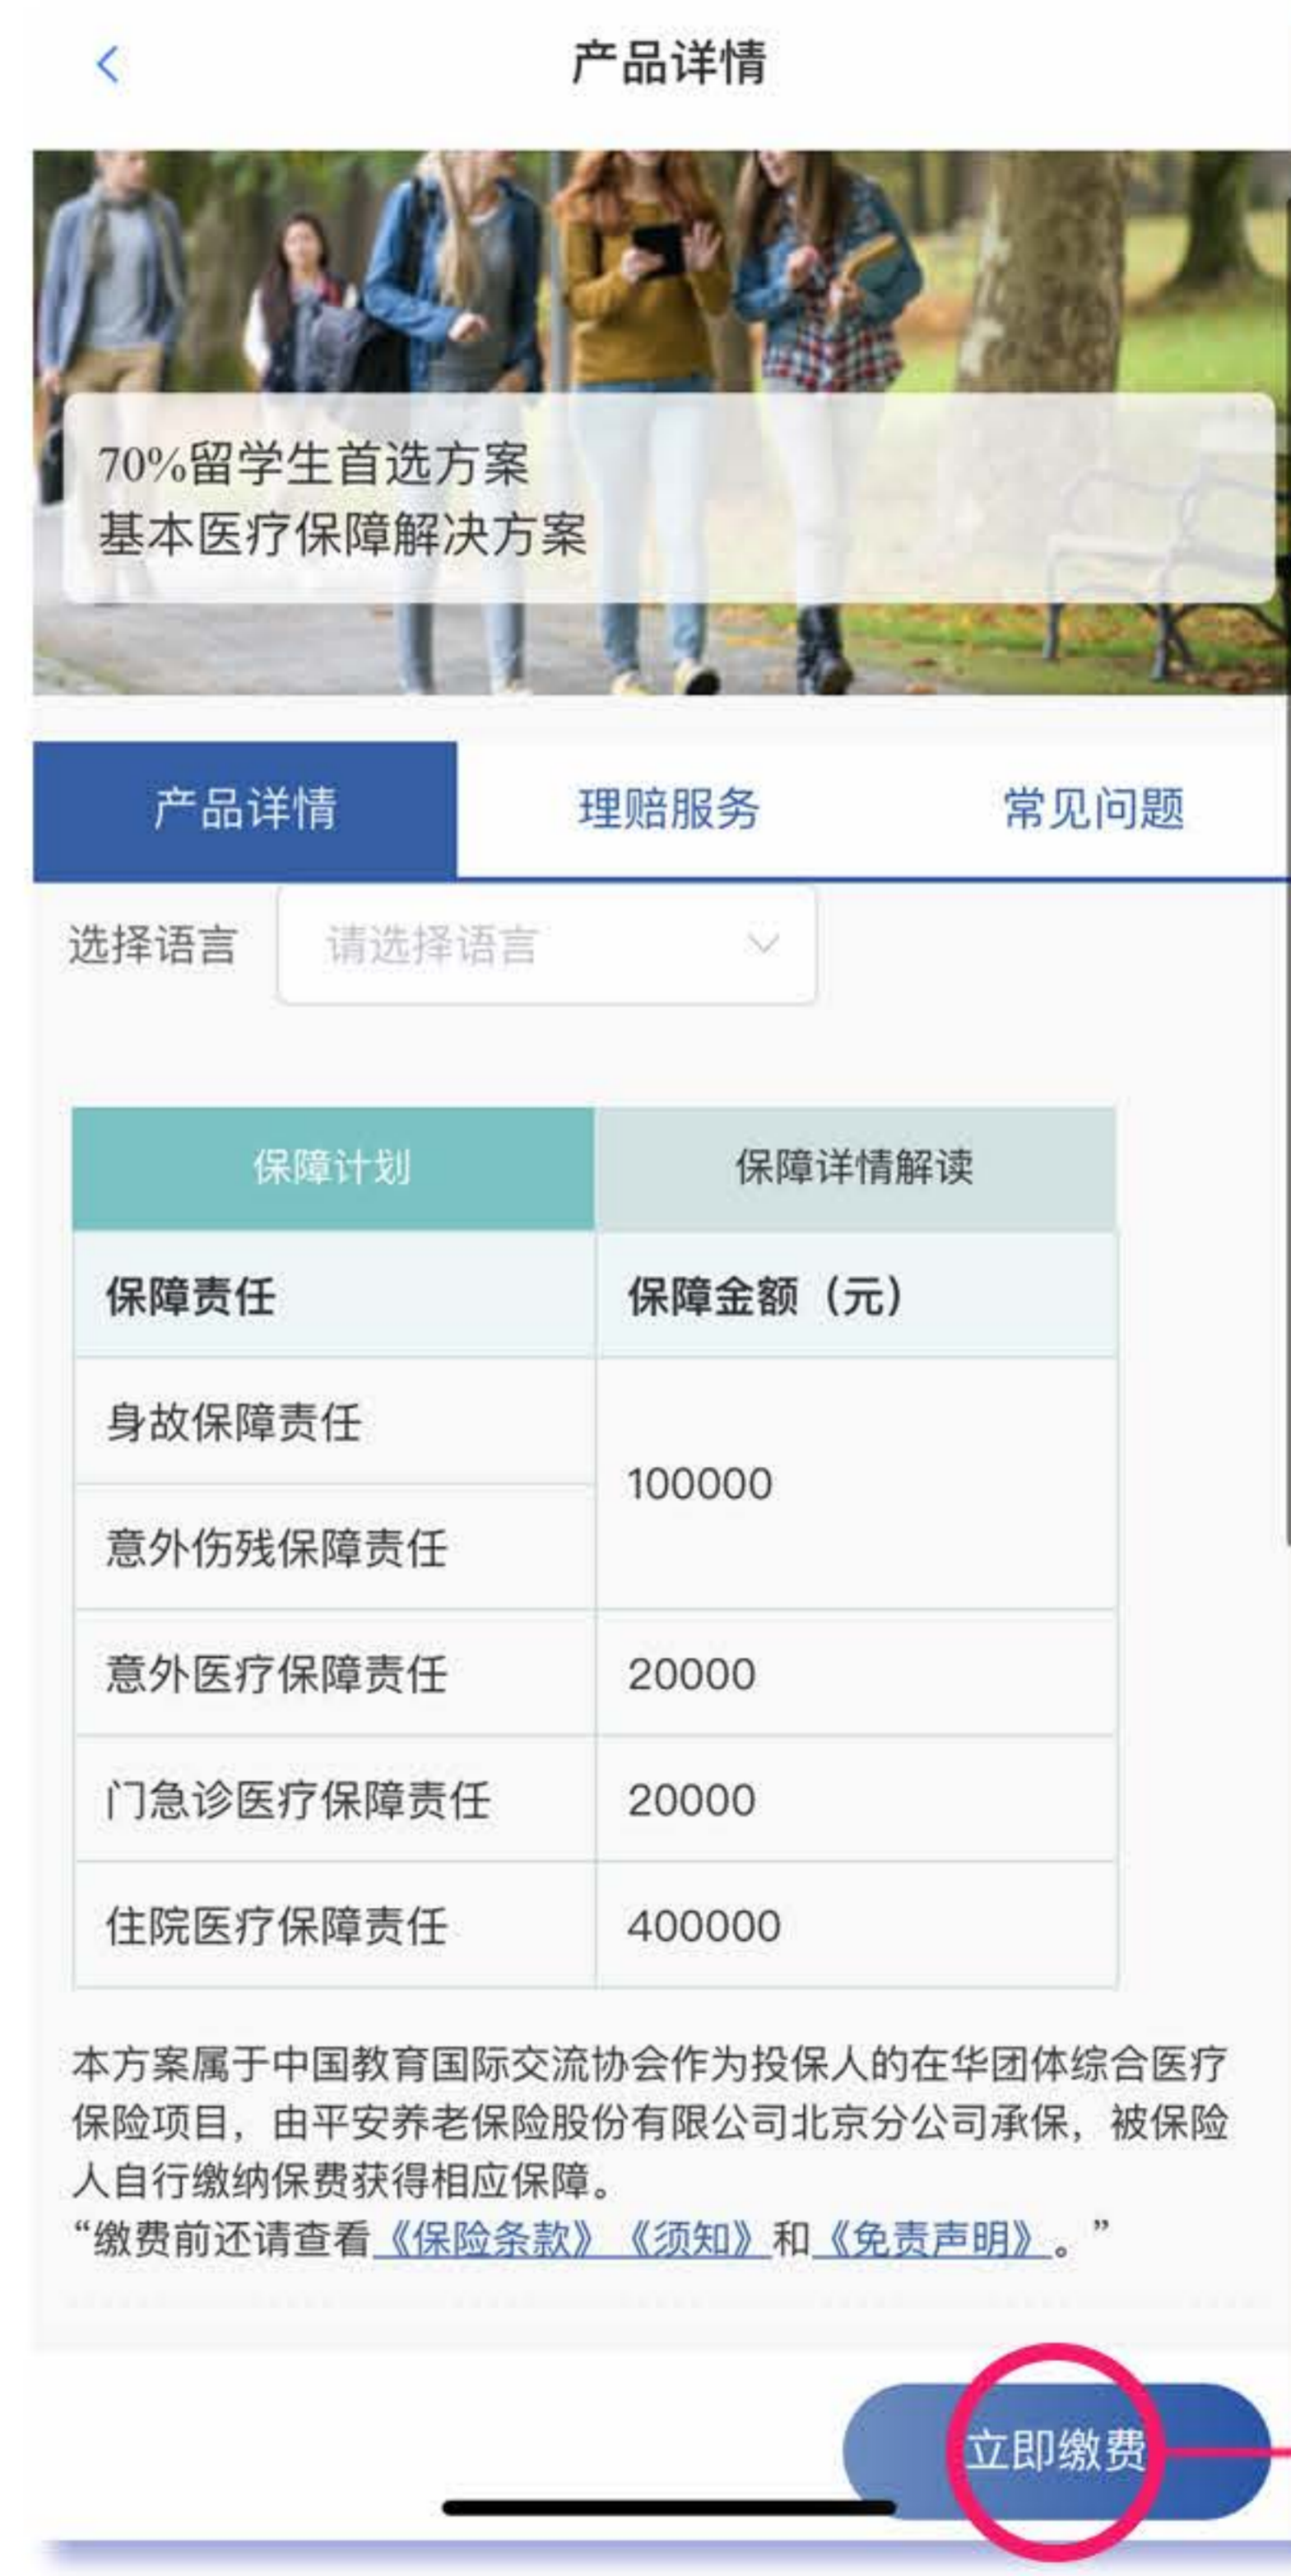 产品详情
70%留学生首选方案
基本医疗保障解决方案
产品详情 理赔服务 常见问题
选择语言 请选择语言
保障计划 保障详情解读
保障责任 保障金额（元）
身故保障责任
100000
意外伤残保障责任
意外医疗保障责任 20000
门急诊医疗保障责任 20000
住院医疗保障责任 400000
本方案属于中国教育国际交流协会作为投保人的在华团体综合医疗
保险项目，由平安养老保险股份有限公司北京分公司承保，被保险
人自行缴纳保费获得相应保障。
“缴费前还请查看《保险条款》《须知》和《免责声明》。”
立即缴费